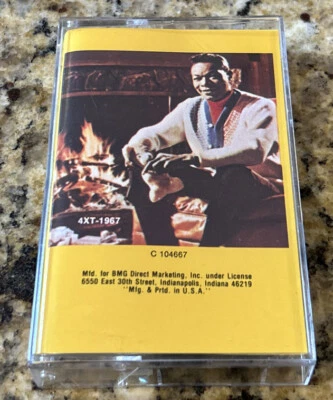 4XT-1967
C 104667
Mfd. for BMG Direct Marketing, Inc. under License
6550 East 30th Street, Indianapolis, Indiana 46219
"Mfg. & Prtd. in U.S.A."